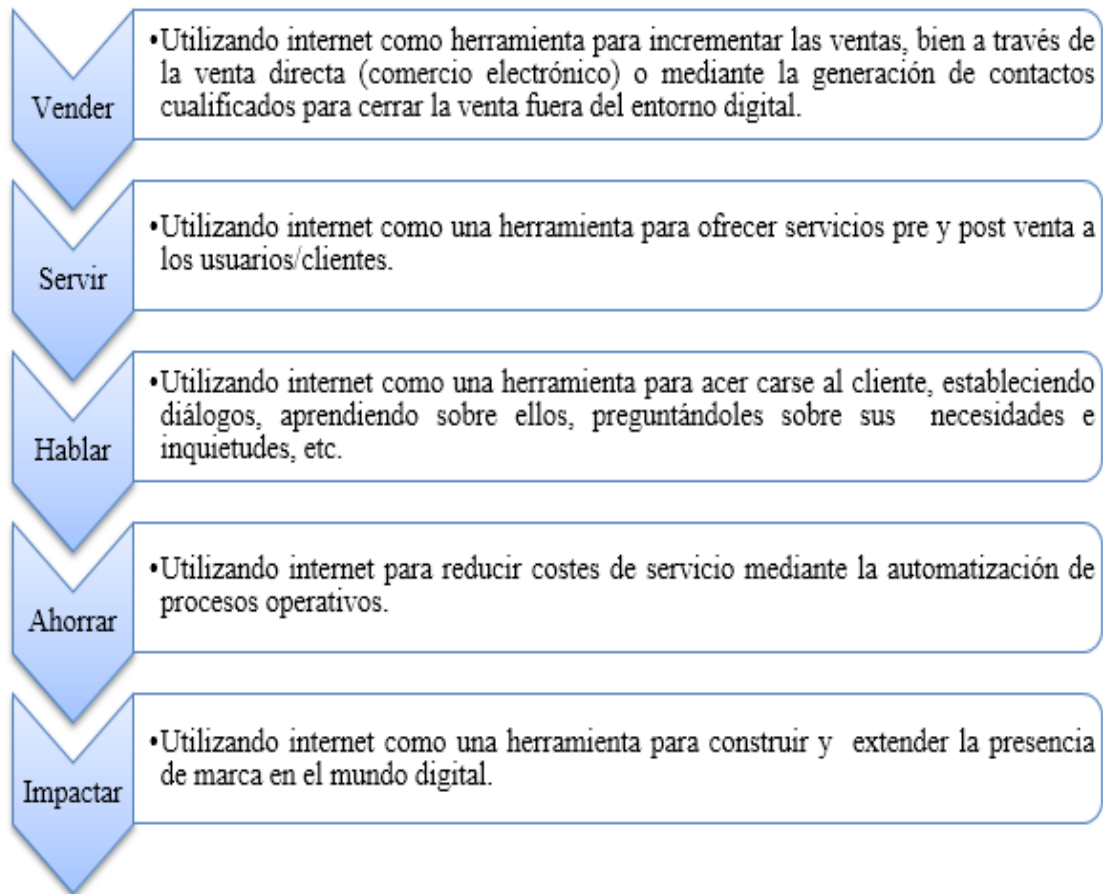 Vender
•Utilizando internet como herramienta para incrementar las ventas, bien a través de
la venta directa (comercio electrónico) o mediante la generación de contactos
cualificados para cerrar la venta fuera del entorno digital.
Servir
•Utilizando internet como una herramienta para ofrecer servicios pre y post venta a
los usuarios/clientes.
Hablar
•Utilizando internet como una herramienta para acer carse al cliente, estableciendo
diálogos, aprendiendo sobre ellos, preguntándoles sobre sus necesidades e
inquietudes, etc.
Ahorrar
•Utilizando internet para reducir costes de servicio mediante la automatización de
procesos operativos.
Impactar
•Utilizando internet como una herramienta para construir y extender la presencia
de marca en el mundo digital.